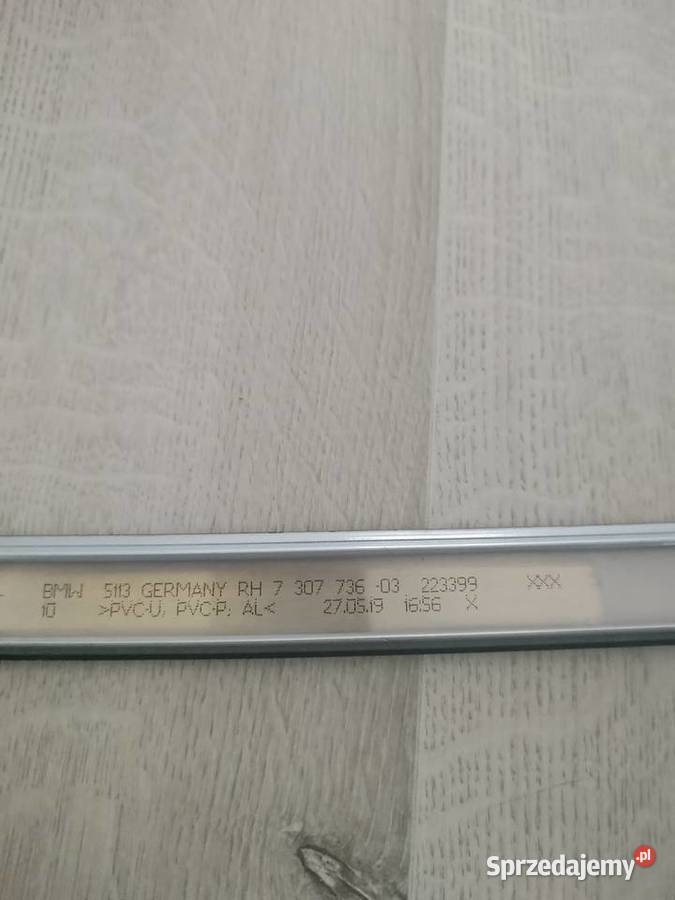 BMW 5113 GERMANY RH 7 307 736 -03 223399 XXX
10 >PVC-U, PVC-P, AL< 27.05.19 16:56 X
Sprzedajemy.pl